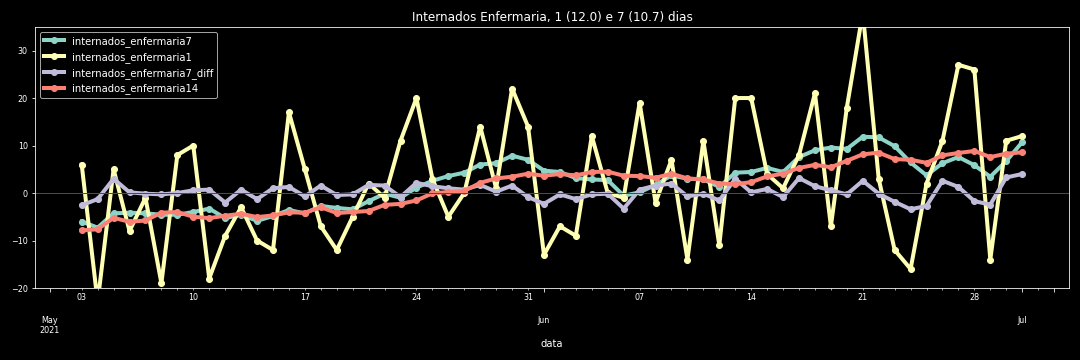 Internados Enfermaria, 1 (12.0) e 7 (10.7) dias
internados_enfermaria7
internados_enfermaria1
internados_enfermaria7_diff
internados_enfermaria14
30
20
10
0
−10
−20
03 10 17 24 31 07 14 21 28
May Jun Jul
2021
data